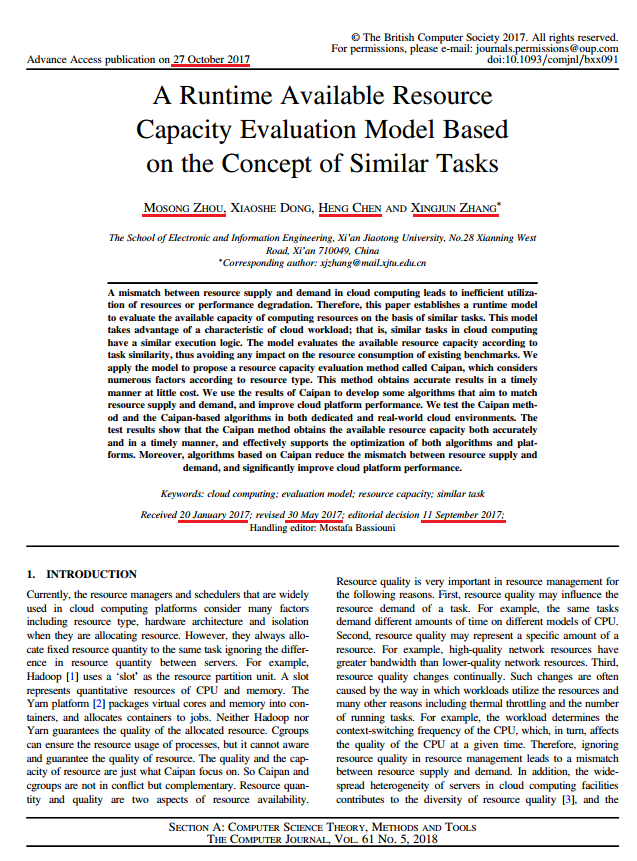 © The British Computer Society 2017. All rights reserved.
For permissions, please e-mail: journals.permissions@oup.com
Advance Access publication on 27 October 2017
doi:10.1093/comjnl/bxx091
A Runtime Available Resource
Capacity Evaluation Model Based
on the Concept of Similar Tasks
MOSONG ZHOU, XIAOSHE DONG, HENG CHEN AND XINGJUN ZHANG*
The School of Electronic and Information Engineering, Xi'an Jiaotong University, No.28 Xianning West
Road, Xi'an 710049, China
*Corresponding author: xjzhang@mail.xjtu.edu.cn
A mismatch between resource supply and demand in cloud computing leads to inefficient utiliza-
tion of resources or performance degradation. Therefore, this paper establishes a runtime model
to evaluate the available capacity of computing resources on the basis of similar tasks. This model
takes advantage of a characteristic of cloud workload; that is, similar tasks in cloud computing
have a similar execution logic. The model evaluates the available resource capacity according to
task similarity, thus avoiding any impact on the resource consumption of existing benchmarks. We
apply the model to propose a resource capacity evaluation method called Caipan, which considers
numerous factors according to resource type. This method obtains accurate results in a timely
manner at little cost. We use the results of Caipan to develop some algorithms that aim to match
resource supply and demand, and improve cloud platform performance. We test the Caipan meth-
od and the Caipan-based algorithms in both dedicated and real-world cloud environments. The
test results show that the Caipan method obtains the available resource capacity both accurately
and in a timely manner, and effectively supports the optimization of both algorithms and plat-
forms. Moreover, algorithms based on Caipan reduce the mismatch between resource supply and
demand, and significantly improve cloud platform performance.
Keywords: cloud computing; evaluation model; resource capacity; similar task
Received 20 January 2017; revised 30 May 2017; editorial decision 11 September 2017;
Handling editor: Mostafa Bassiouni
1. INTRODUCTION
Currently, the resource managers and schedulers that are widely
used in cloud computing platforms consider many factors
including resource type, hardware architecture and isolation
when they are allocating resource. However, they always allo-
cate fixed resource quantity to the same task ignoring the differ-
ence in resource quantity between servers. For example,
Hadoop [1] uses a 'slot' as the resource partition unit. A slot
represents quantitative resources of CPU and memory. The
Yarn platform [2] packages virtual cores and memory into con-
tainers, and allocates containers to jobs. Neither Hadoop nor
Yarn guarantees the quality of the allocated resource. Cgroups
can ensure the resource usage of processes, but it cannot aware
and guarantee the quality of resource. The quality and the cap-
acity of resource are just what Caipan focus on. So Caipan and
cgroups are not in conflict but complementary. Resource quan-
tity and quality are two aspects of resource availability.
Resource quality is very important in resource management for
the following reasons. First, resource quality may influence the
resource demand of a task. For example, the same tasks
demand different amounts of time on different models of CPU.
Second, resource quality may represent a specific amount of a
resource. For example, high-quality network resources have
greater bandwidth than lower-quality network resources. Third,
resource quality changes continually. Such changes are often
caused by the way in which workloads utilize the resources and
many other reasons including thermal throttling and the number
of running tasks. For example, the workload determines the
context-switching frequency of the CPU, which, in turn, affects
the quality of the CPU at a given time. Therefore, ignoring
resource quality in resource management leads to a mismatch
between resource supply and demand. In addition, the wide-
spread heterogeneity of servers in cloud computing facilities
contributes to the diversity of resource quality [3], and the
SECTION A: COMPUTER SCIENCE THEORY, METHODS AND TOOLS
THE COMPUTER JOURNAL, VOL. 61 NO. 5, 2018